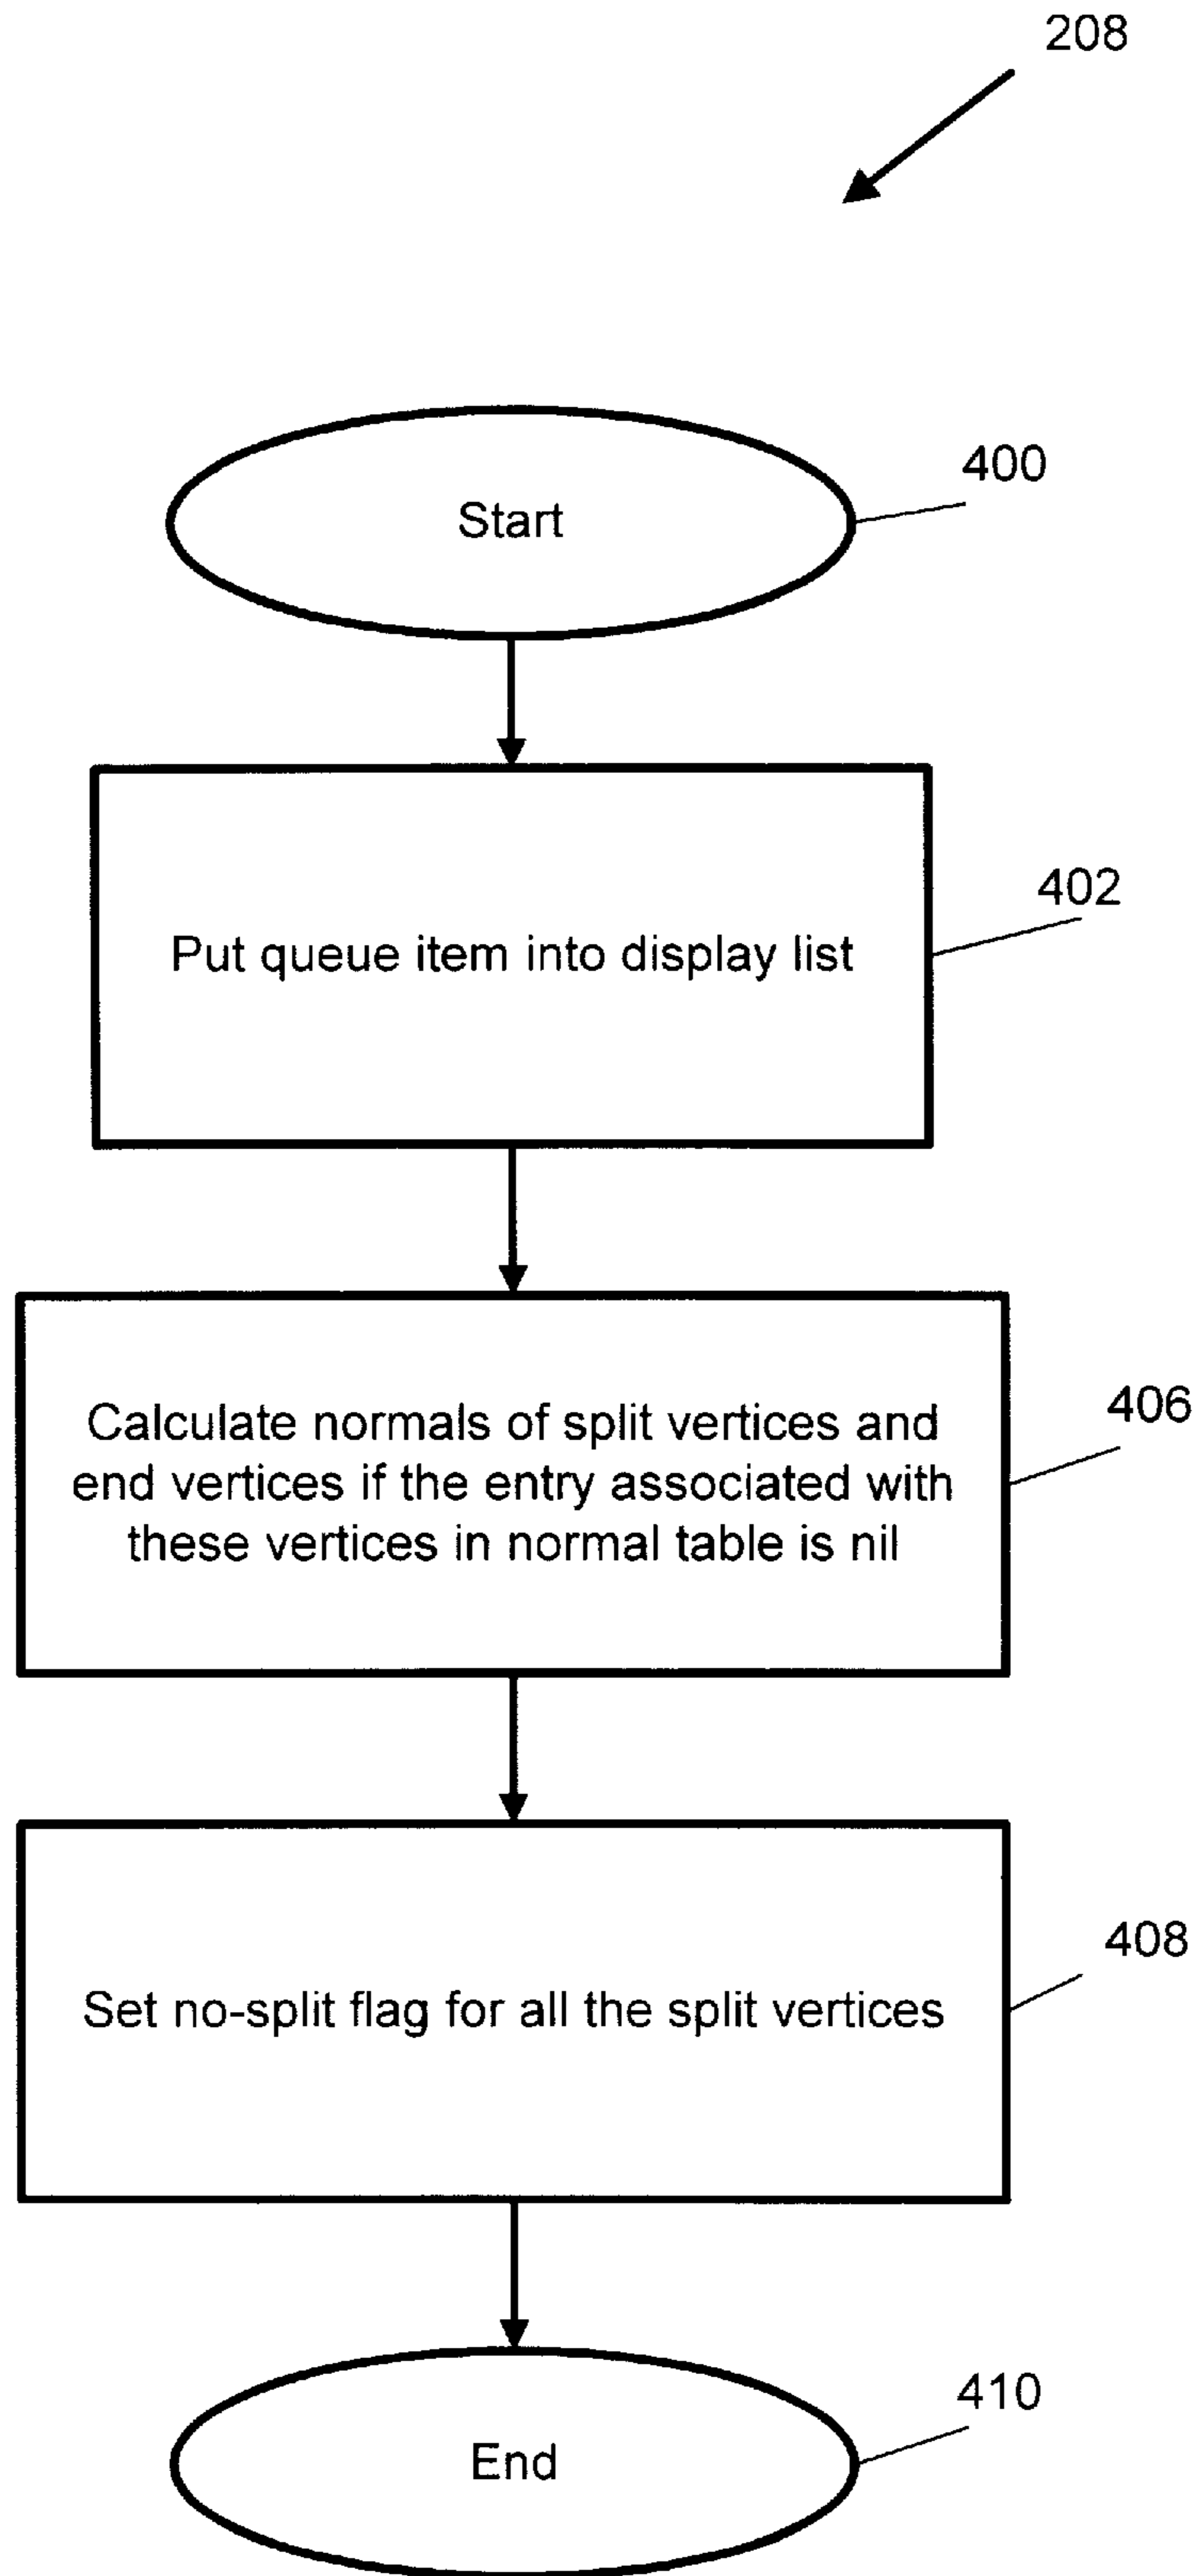 208
Start
400
Put queue item into display list
402
Calculate normals of split vertices and
end vertices if the entry associated with
these vertices in normal table is nil
406
Set no-split flag for all the split vertices
408
End
410